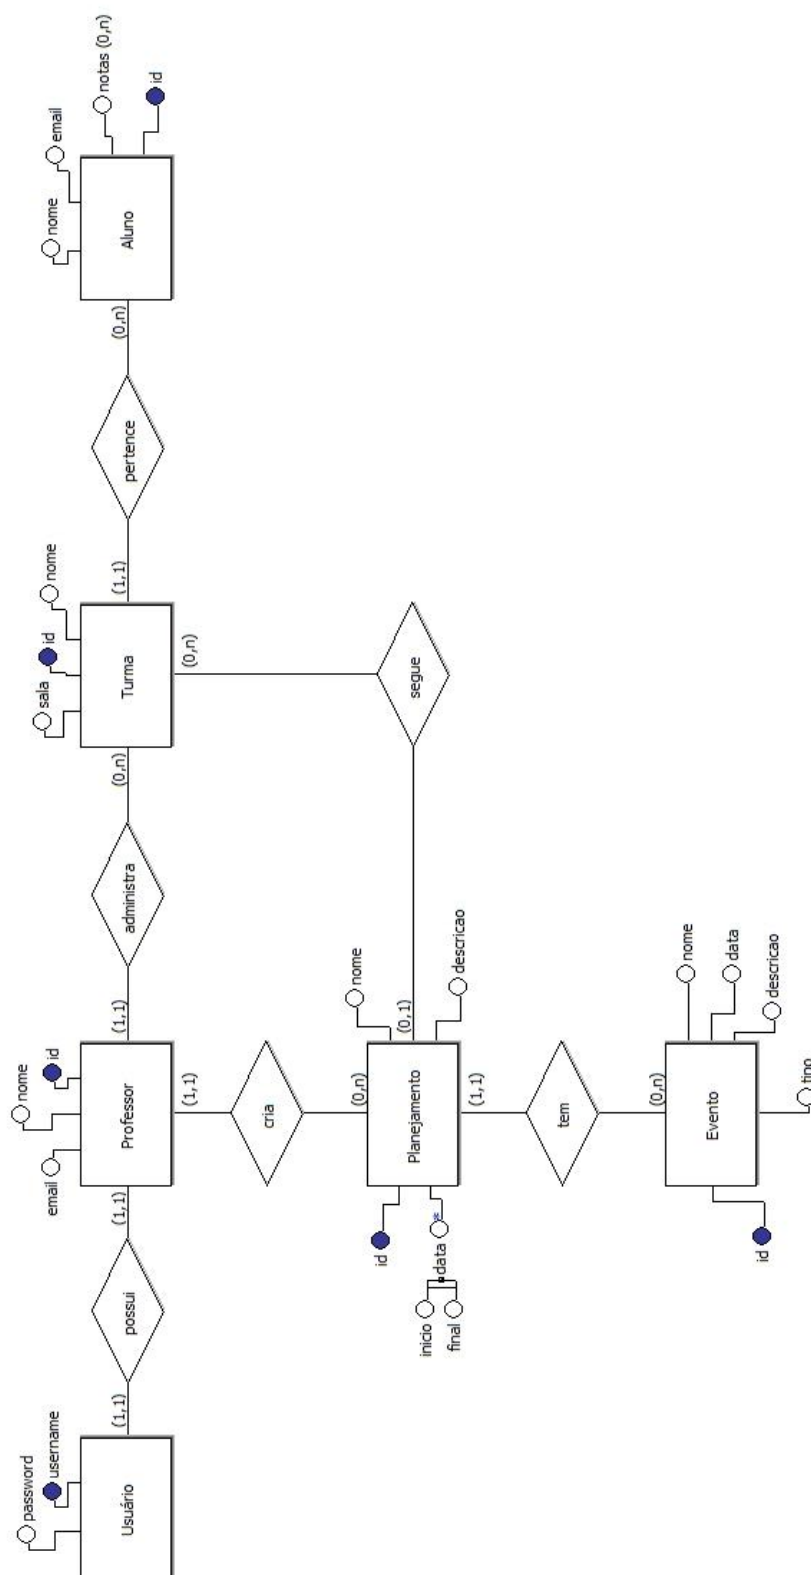 password
username
Usuário
(1,1)
possui
(1,1)
email
nome
id
Professor
(1,1)
administra
(0,n)
sala
id
nome
Turma
(1,1)
pertence
(0,n)
nome
email
notas (0,n)
id
Aluno
(1,1)
cria
(0,n)
(0,n)
segue
(0,1)
id
inicio
final
data
Planejamento
nome
descricao
(1,1)
tem
(0,n)
id
Evento
nome
data
descricao
tipo